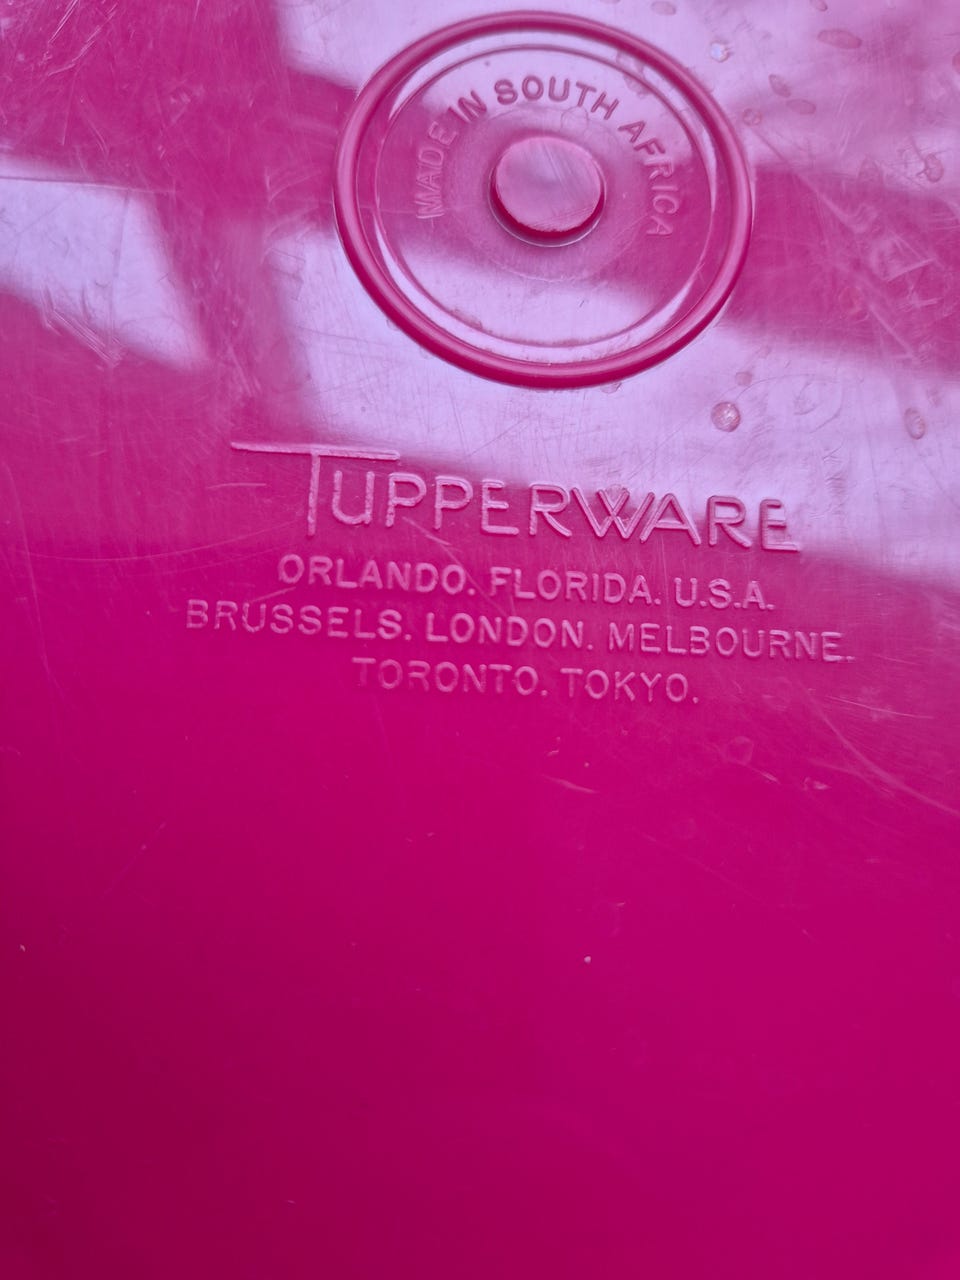 MADE IN SOUTH AFRICA
TUPPERWARE
ORLANDO. FLORIDA. U.S.A.
BRUSSELS. LONDON. MELBOURNE.
TORONTO. TOKYO.